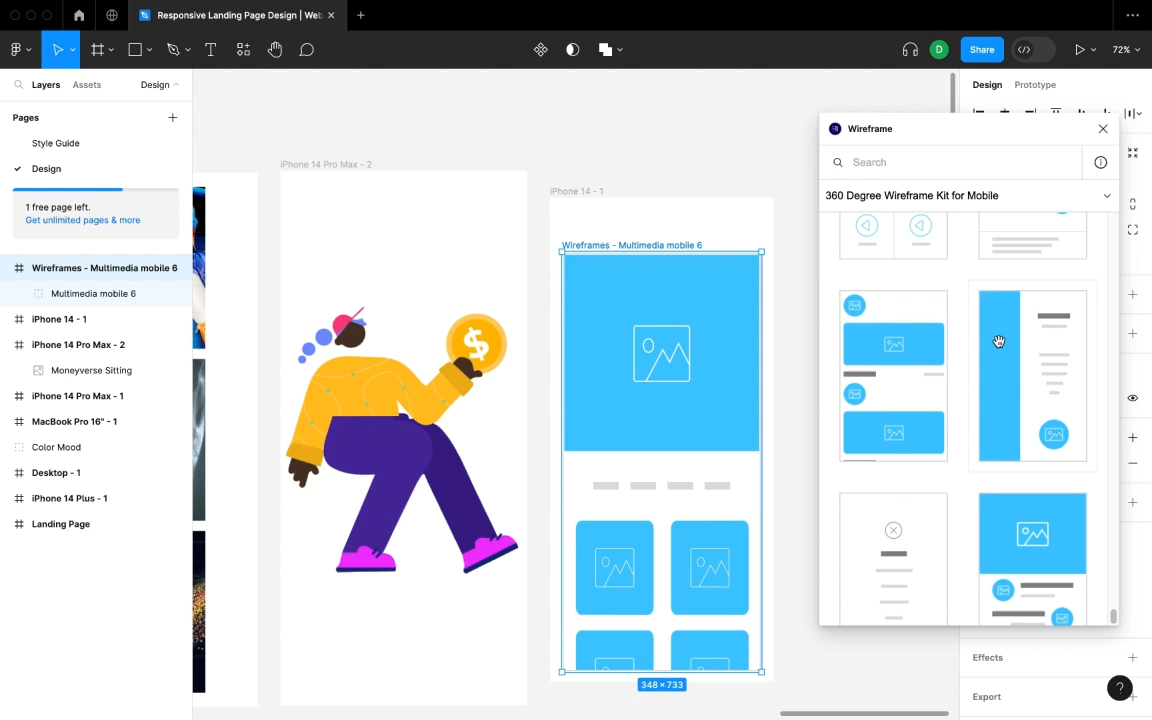 Responsive Landing Page Design | Web
D
Share
72%
Layers
Assets
Design
Design
Prototype
Pages
Style Guide
Design
1 free page left.
Get unlimited pages & more
Wireframes - Multimedia mobile 6
Multimedia mobile 6
iPhone 14 - 1
iPhone 14 Pro Max - 2
Moneyverse Sitting
iPhone 14 Pro Max - 1
MacBook Pro 16" - 1
Color Mood
Desktop - 1
iPhone 14 Plus - 1
Landing Page
iPhone 14 Pro Max - 2
$
iPhone 14 - 1
Wireframes - Multimedia mobile 6
348 × 733
Wireframe
Search
360 Degree Wireframe Kit for Mobile
Effects
Export
?